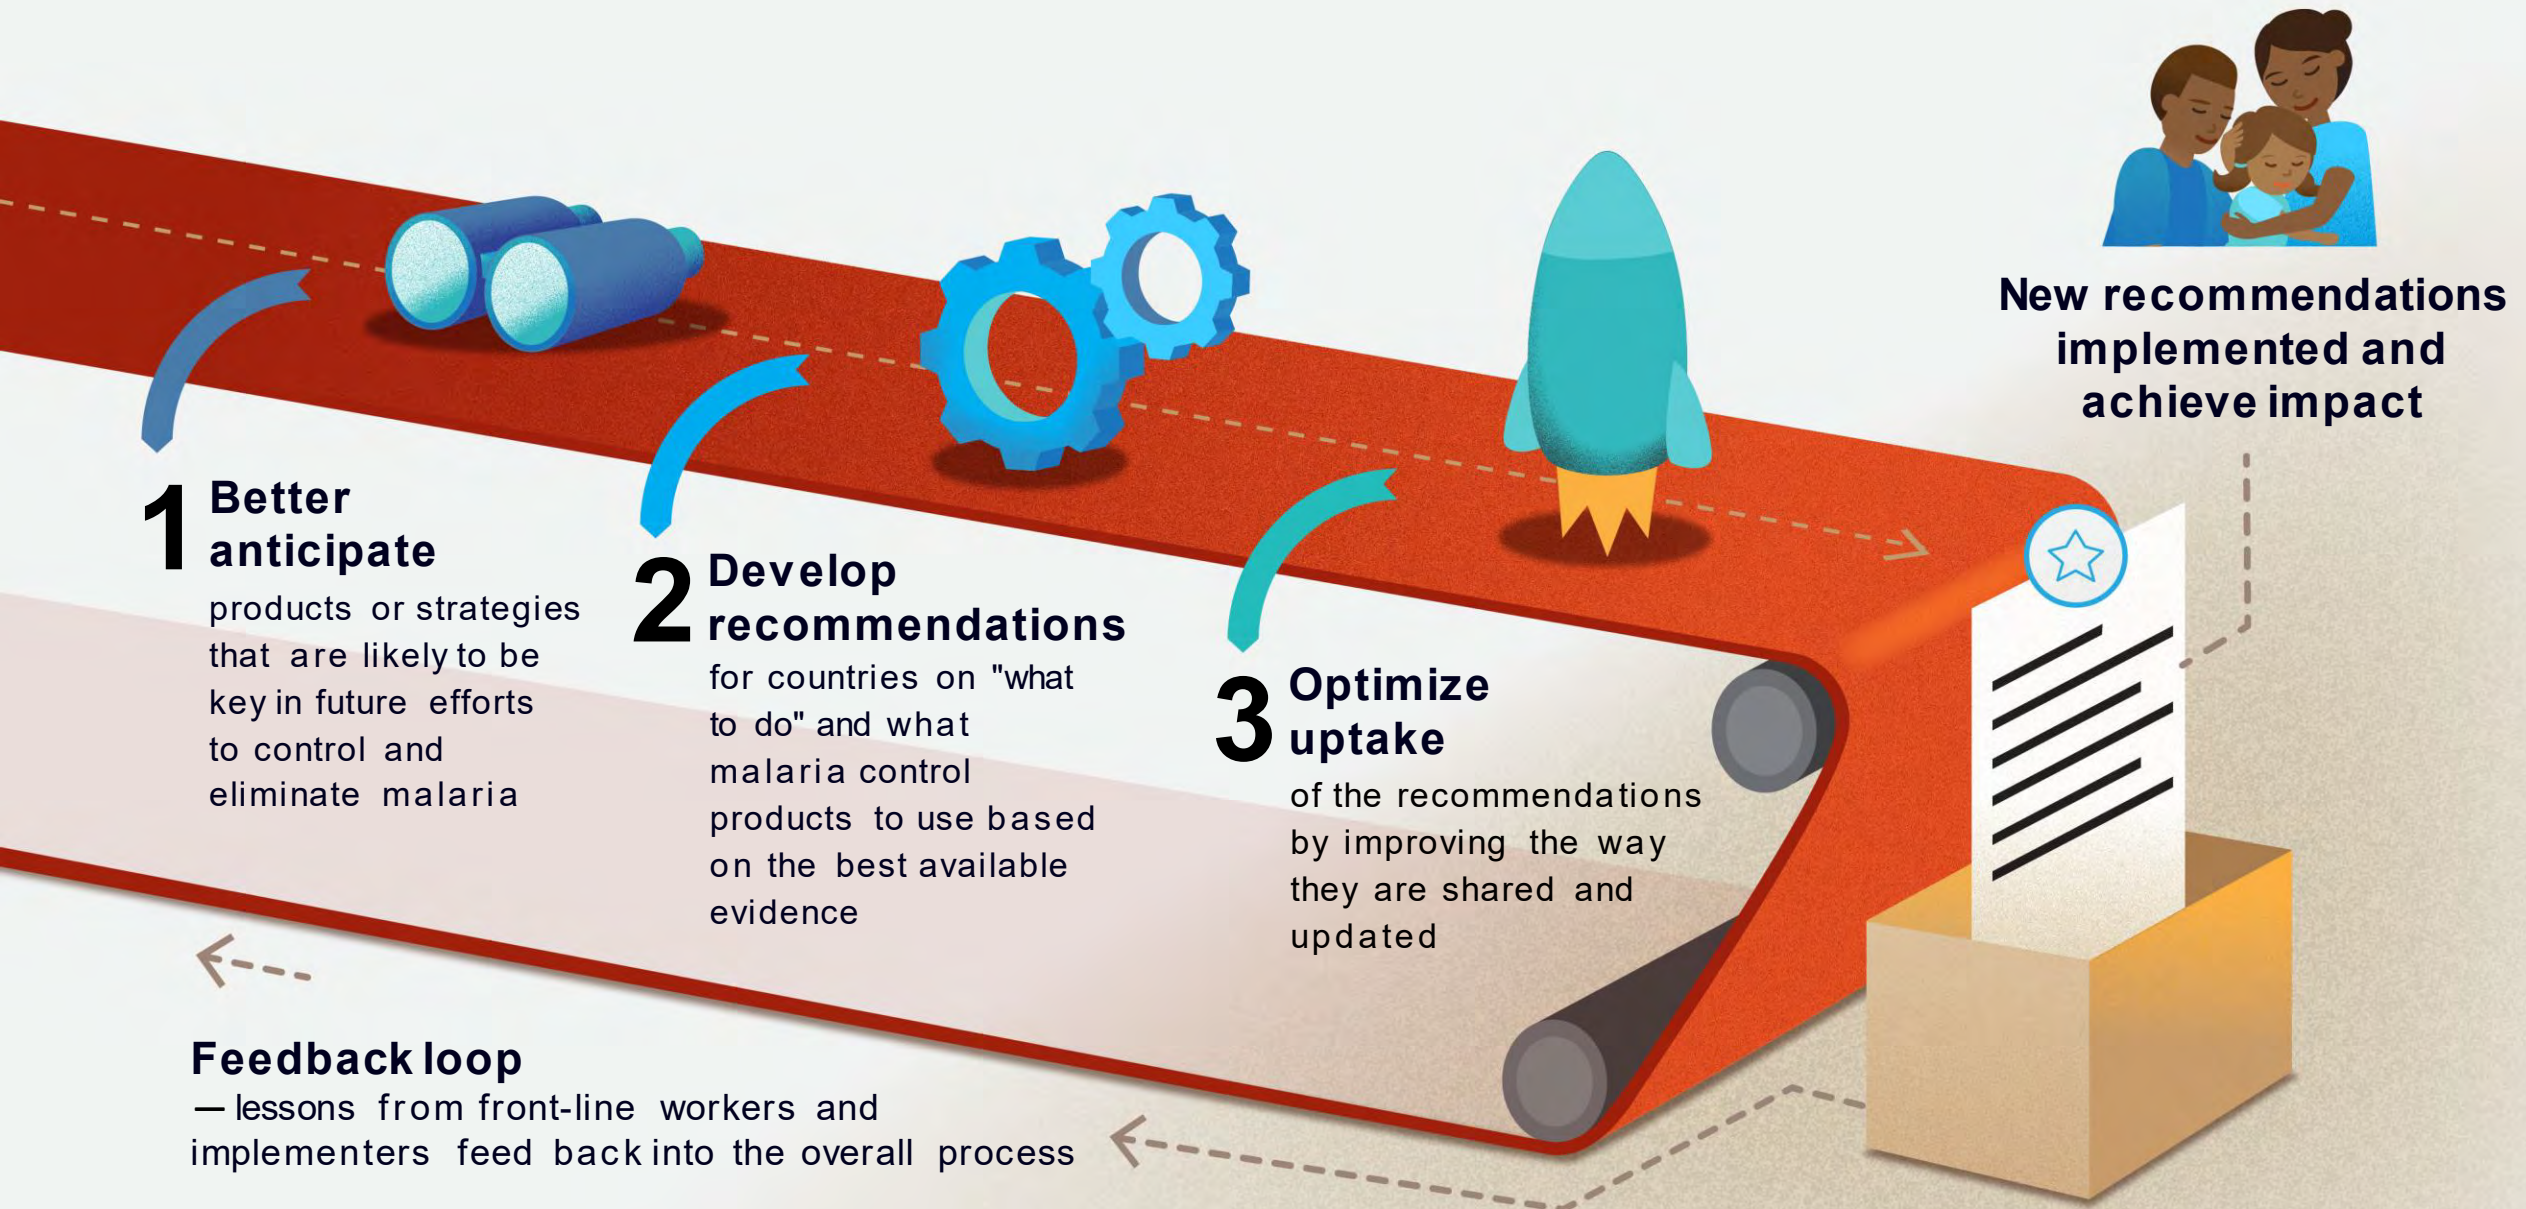 New recommendations
implemented and
achieve impact
1
Better
anticipate
products or strategies
that are likely to be
key in future efforts
to control and
eliminate malaria
2
Develop
recommendations
for countries on "what
to do" and what
malaria control
products to use based
on the best available
evidence
3
Optimize
uptake
of the recommendations
by improving the way
they are shared and
updated
Feedback loop
— lessons from front-line workers and
implementers feed back into the overall process